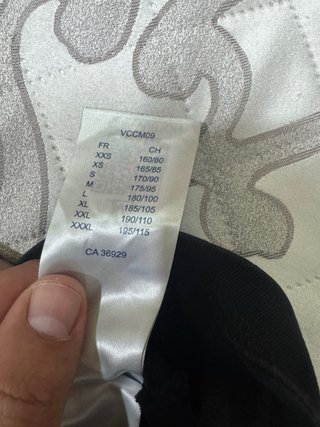 VCCM09
FR CH
XXS 160/80
XS 165/85
S 170/90
M 175/95
L 180/100
XL 185/105
XXL 190/110
XXXL 195/115
CA 36929